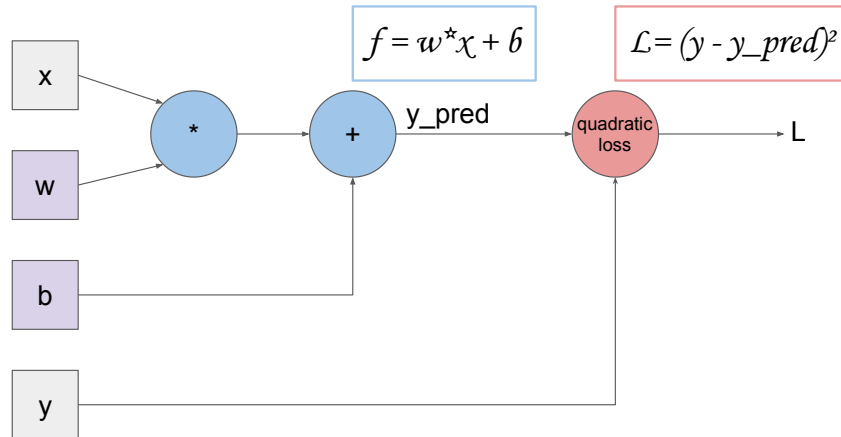 f = w*x + b
L = (y - y_pred)²
x
w
b
y
*
+
y_pred
quadratic
loss
L